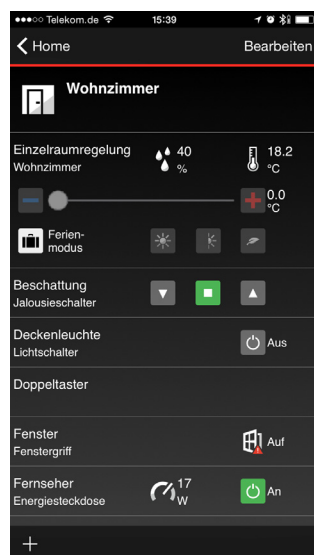 Telekom.de 15:39
Home Bearbeiten
Wohnzimmer
Einzelraumregelung 40 18.2
Wohnzimmer % °C
0.0
°C
Ferien-
modus
Beschattung
Jalousieschalter
Deckenleuchte
Lichtschalter Aus
Doppeltaster
Fenster
Fenstergriff Auf
Fernseher 17
Energiesteckdose W An